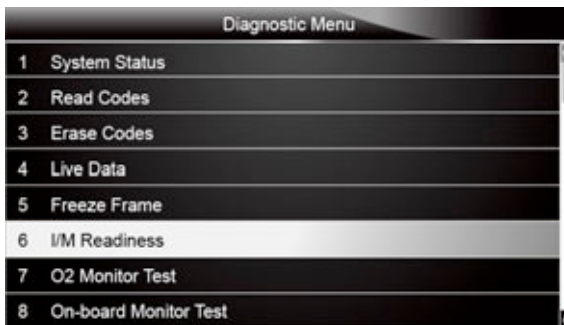 Diagnostic Menu
1 System Status
2 Read Codes
3 Erase Codes
4 Live Data
5 Freeze Frame
6 I/M Readiness
7 O2 Monitor Test
8 On-board Monitor Test